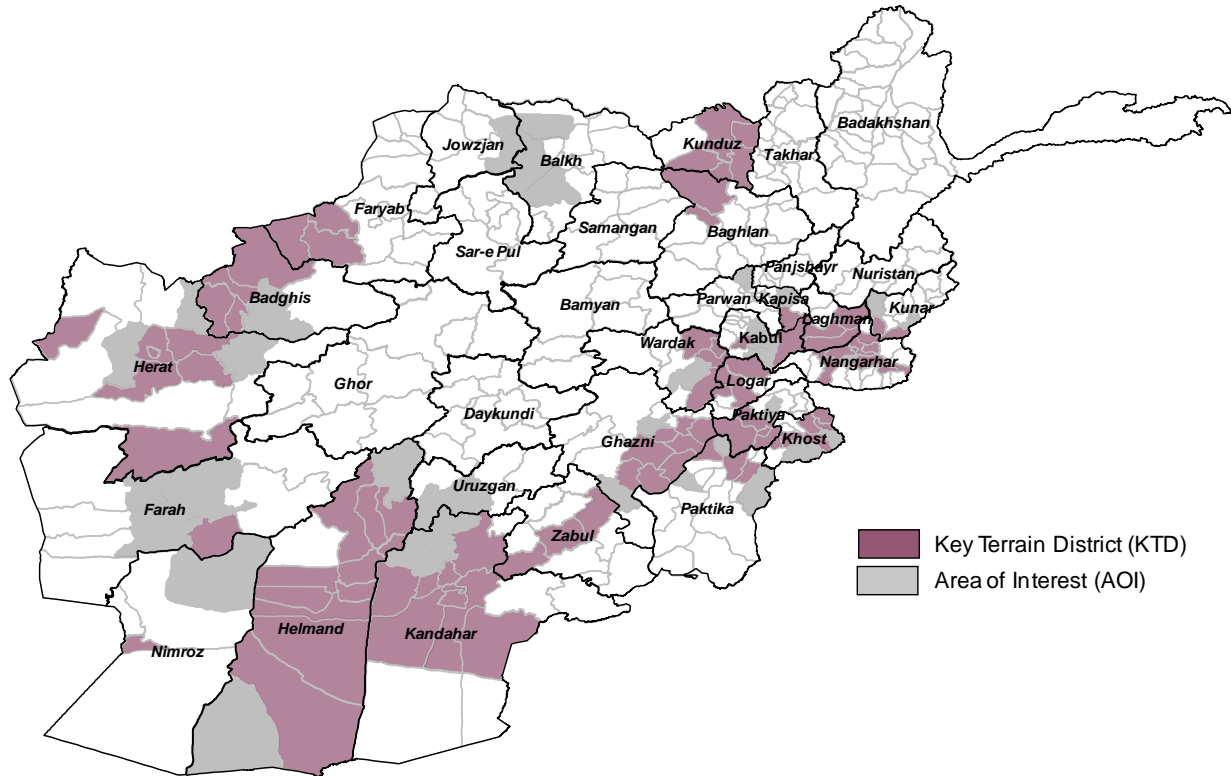 Badakhshan
Kunduz
Takhar
Jowzjan
Balkh
Faryab
Samangan
Baghlan
Sar-e Pul
Panjshayr
Nuristan
Badghis
Bamyan
Parwan
Kapisa
Kunar
Laghman
Kabul
Wardak
Nangarhar
Herat
Ghor
Logar
Daykundi
Paktiya
Ghazni
Khost
Uruzgan
Farah
Paktika
Zabul
Key Terrain District (KTD)
Area of Interest (AOI)
Helmand
Kandahar
Nimroz